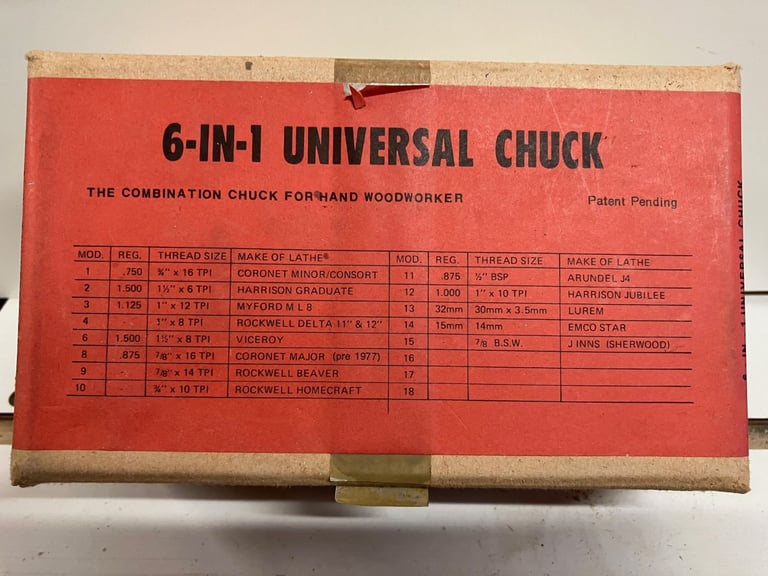 6-IN-1 UNIVERSAL CHUCK
THE COMBINATION CHUCK FOR HAND WOODWORKER Patent Pending
MOD. REG. THREAD SIZE MAKE OF LATHE MOD. REG. THREAD SIZE MAKE OF LATHE
1 .750 ¾" x 16 TPI CORONET MINOR/CONSORT 11 .875 ½" BSP ARUNDEL J4
2 1.500 1½" x 6 TPI HARRISON GRADUATE 12 1.000 1" x 10 TPI HARRISON JUBILEE
3 1.125 1" x 12 TPI MYFORD M L 8 13 32mm 30mm x 3.5mm LUREM
4 - 1" x 8 TPI ROCKWELL DELTA 11" & 12" 14 15mm 14mm EMCO STAR
6 1.500 1½" x 8 TPI VICEROY 15 - 7/8 B.S.W. J INNS (SHERWOOD)
8 .875 7/8" x 16 TPI CORONET MAJOR (pre 1977) 16
9 - 7/8" x 14 TPI ROCKWELL BEAVER 17
10 - ¾" x 10 TPI ROCKWELL HOMECRAFT 18
6 - IN - 1 UNIVERSAL CHUCK